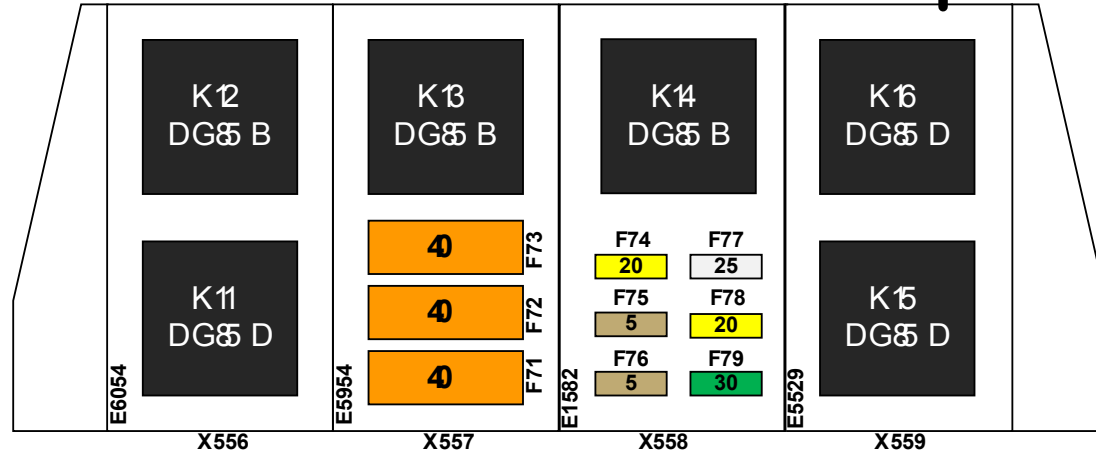 K12
DG85 B
K13
DG85 B
K14
DG85 B
K16
DG85 D
40
F73
F74
20
F77
25
K11
DG85 D
40
F72
F75
5
F78
20
K15
DG85 D
40
F71
F76
5
F79
30
E6054
E5954
E1582
E5529
X556
X557
X558
X559